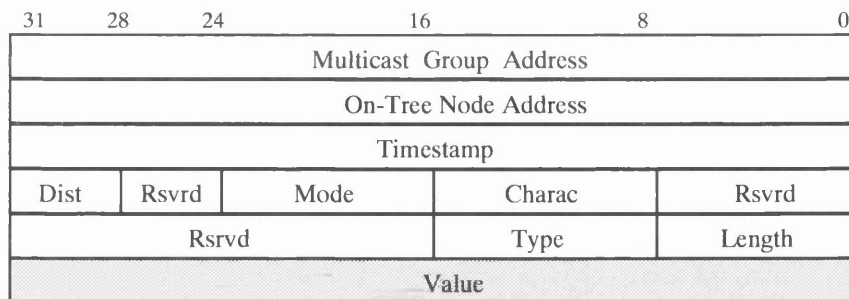 31 28 24 16 8 0
Multicast Group Address
On-Tree Node Address
Timestamp
Dist Rsvrd Mode Charac Rsvrd
Rsrvd Type Length
Value